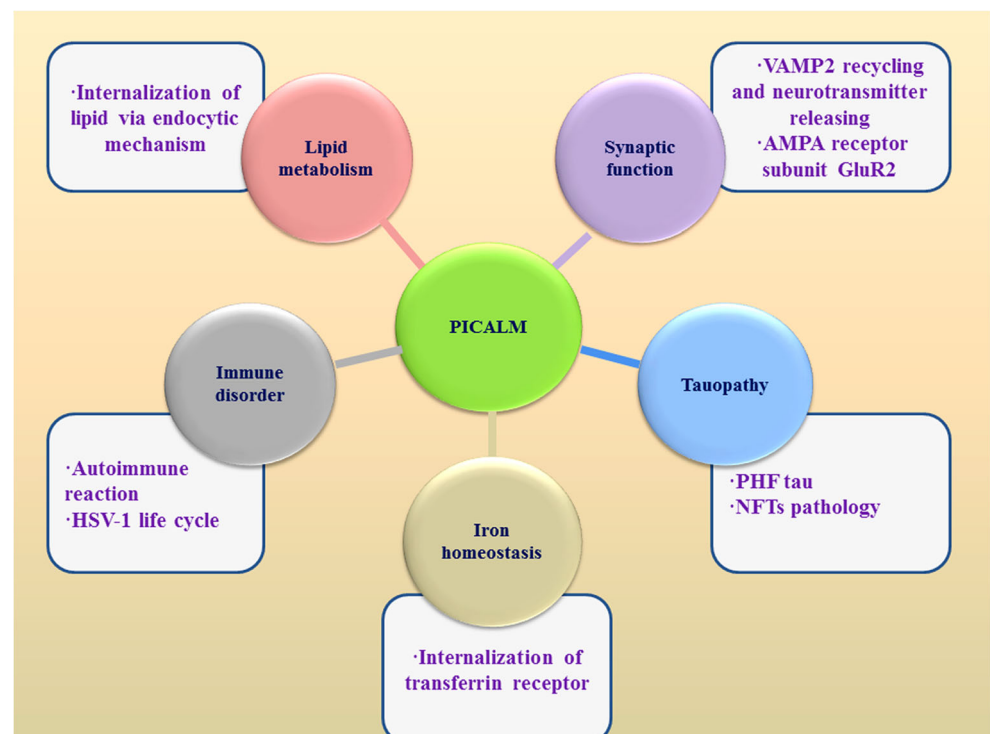 ·Internalization of
lipid via endocytic
mechanism
Lipid
metabolism
Synaptic
function
·VAMP2 recycling
and neurotransmitter
releasing
·AMPA receptor
subunit GluR2
PICALM
Immune
disorder
·Autoimmune
reaction
·HSV-1 life cycle
Tauopathy
·PHF tau
·NFTs pathology
Iron
homeostasis
·Internalization of
transferrin receptor